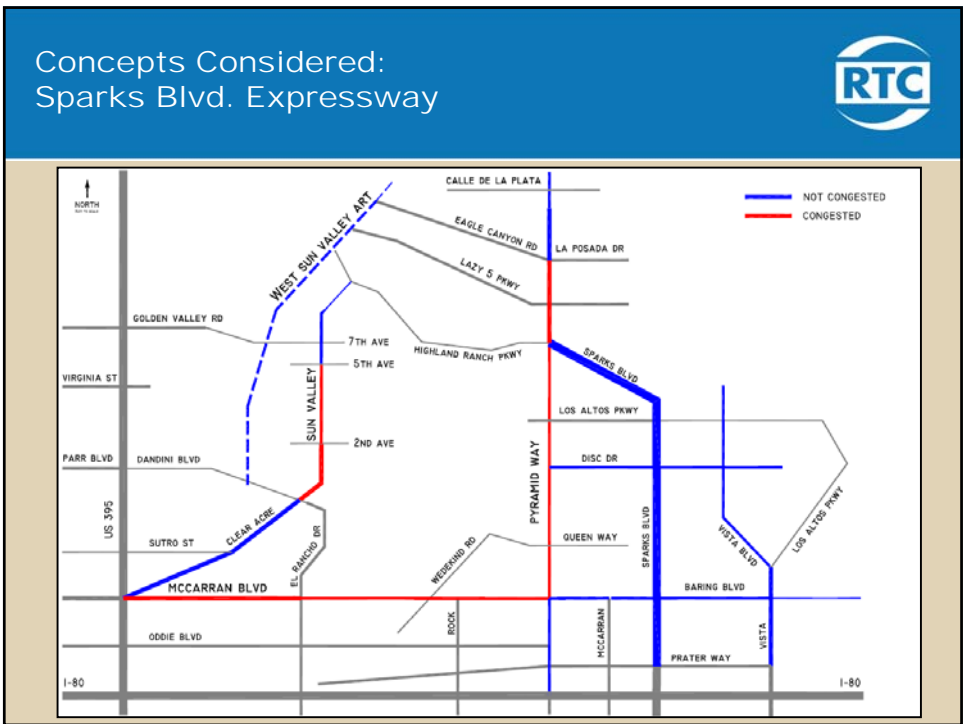 Concepts Considered:
Sparks Blvd. Expressway
RTC
NORTH
CALLE DE LA PLATA
NOT CONGESTED
CONGESTED
WEST SUN VALLEY ART
EAGLE CANYON RD
LA POSADA DR
LAZY 5 PKWY
GOLDEN VALLEY RD
7TH AVE
HIGHLAND RANCH PKWY
5TH AVE
SPARKS BLVD
VIRGINIA ST
SUN VALLEY
LOS ALTOS PKWY
2ND AVE
PARR BLVD
DANDINI BLVD
DISC DR
US 395
CLEAR ACRE
PYRAMID WAY
SPARKS BLVD
VISTA BLVD
LOS ALTOS PKWY
SUTRO ST
EL RANCHO DR
WEDEKIND RD
QUEEN WAY
MCCARRAN BLVD
BARING BLVD
ROCK
MCCARRAN
VISTA
ODDIE BLVD
PRATER WAY
I-80
I-80